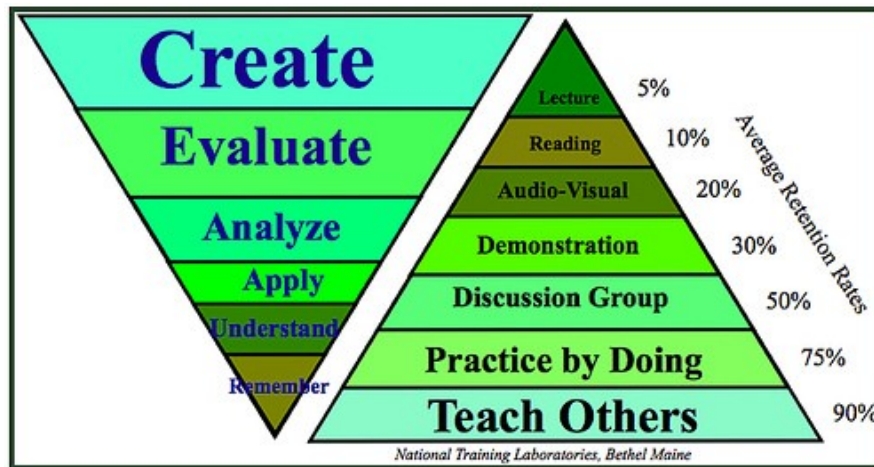 Create
Evaluate
Analyze
Apply
Understand
Remember
Lecture
5%
Reading
10%
Audio-Visual
20%
Demonstration
30%
Discussion Group
50%
Practice by Doing
75%
Teach Others
90%
Average Retention Rates
National Training Laboratories, Bethel Maine